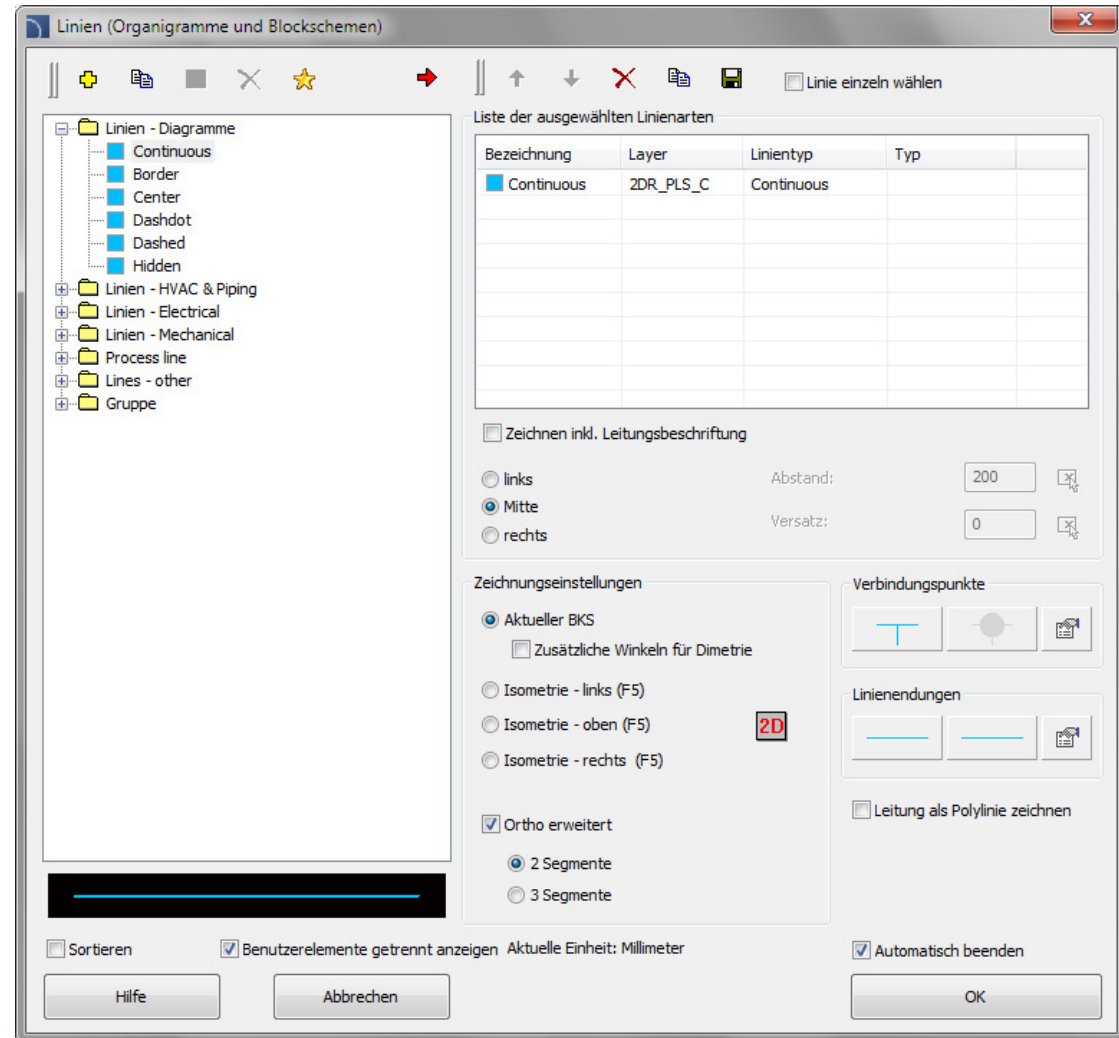 Linien (Organigramme und Blockschemen)
Linie einzeln wählen
Linien - Diagramme
Continuous
Border
Center
Dashdot
Dashed
Hidden
Linien - HVAC & Piping
Linien - Electrical
Linien - Mechanical
Process line
Lines - other
Gruppe
Liste der ausgewählten Linienarten
Bezeichnung Layer Linientyp Typ
Continuous 2DR_PLS_C Continuous
Zeichnen inkl. Leitungsbeschriftung
links
Mitte
rechts
Abstand: 200
Versatz: 0
Zeichnungseinstellungen
Aktueller BKS
Zusätzliche Winkeln für Dimetrie
Isometrie - links (F5)
Isometrie - oben (F5)
Isometrie - rechts (F5)
2D
Ortho erweitert
2 Segmente
3 Segmente
Verbindungspunkte
Linienendungen
Leitung als Polylinie zeichnen
Sortieren
Benutzerelemente getrennt anzeigen
Aktuelle Einheit: Millimeter
Automatisch beenden
Hilfe
Abbrechen
OK